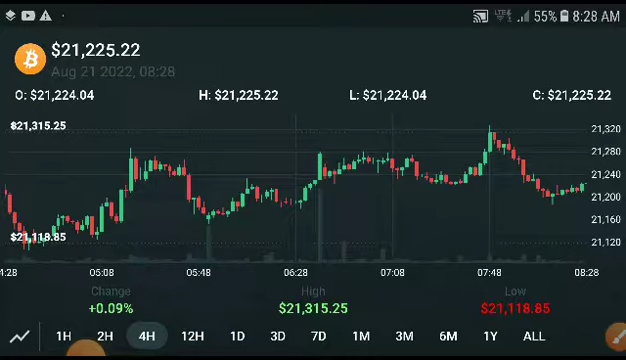 LTE 55% 8:28 AM
$21,225.22
Aug 21 2022, 08:28
O: $21,224.04 H: $21,225.22 L: $21,224.04 C: $21,225.22
$21,315.25
21,320
21,280
21,240
21,200
21,160
$21,118.85
21,120
4:28 05:08 05:48 06:28 07:08 07:48 08:28
Change High Low
+0.09% $21,315.25 $21,118.85
1H 2H 4H 12H 1D 3D 7D 1M 3M 6M 1Y ALL